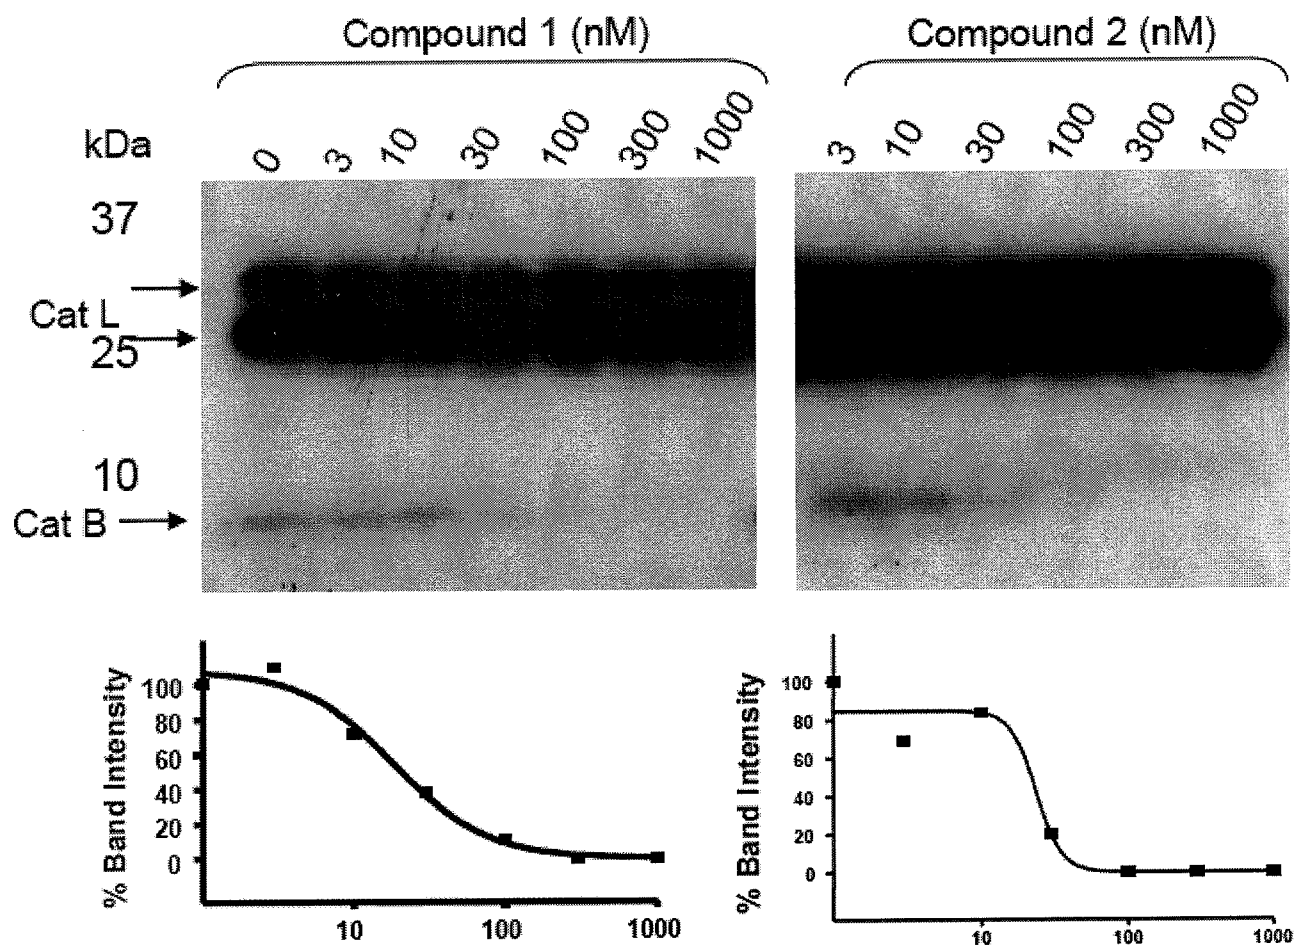 Compound 1 (nM)
Compound 2 (nM)
kDa
0 3 10 30 100 300 1000
3 10 30 100 300 1000
37
Cat L
25
10
Cat B
% Band Intensity
100
80
60
40
20
0
10 100 1000
% Band Intensity
100
80
60
40
20
0
10 100 1000